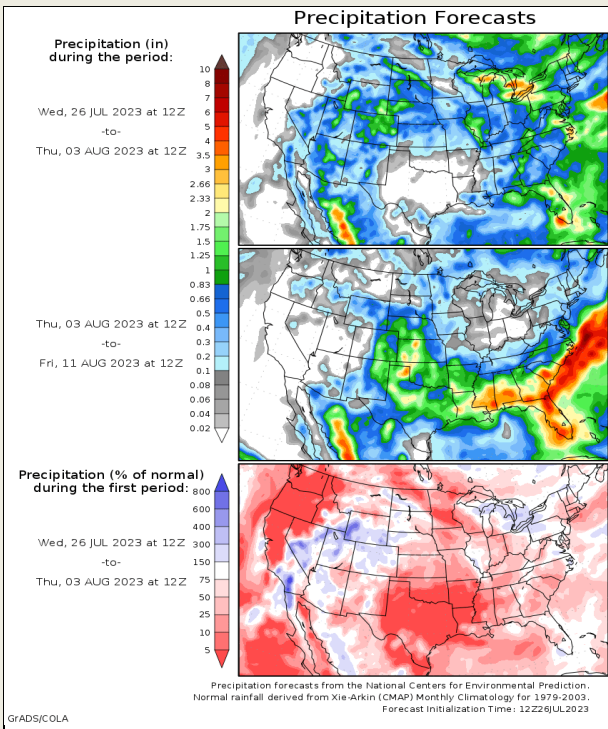 Precipitation Forecasts
Precipitation (in)
during the period:
Wed, 26 JUL 2023 at 12Z
-to-
Thu, 03 AUG 2023 at 12Z
10
8
7
6
5
4
3.5
3
2.66
2.33
2
1.75
1.5
1.25
1
0.83
0.66
0.5
0.4
0.3
0.2
0.1
0.08
0.06
0.04
0.02
Thu, 03 AUG 2023 at 12Z
-to-
Fri, 11 AUG 2023 at 12Z
Precipitation (% of normal)
during the first period:
Wed, 26 JUL 2023 at 12Z
-to-
Thu, 03 AUG 2023 at 12Z
800
600
400
300
150
75
50
25
10
5
Precipitation forecasts from the National Centers for Environmental Prediction.
Normal rainfall derived from Xie-Arkin (CMAP) Monthly Climatology for 1979-2003.
Forecast Initialization Time: 12Z26JUL2023
GrADS/COLA